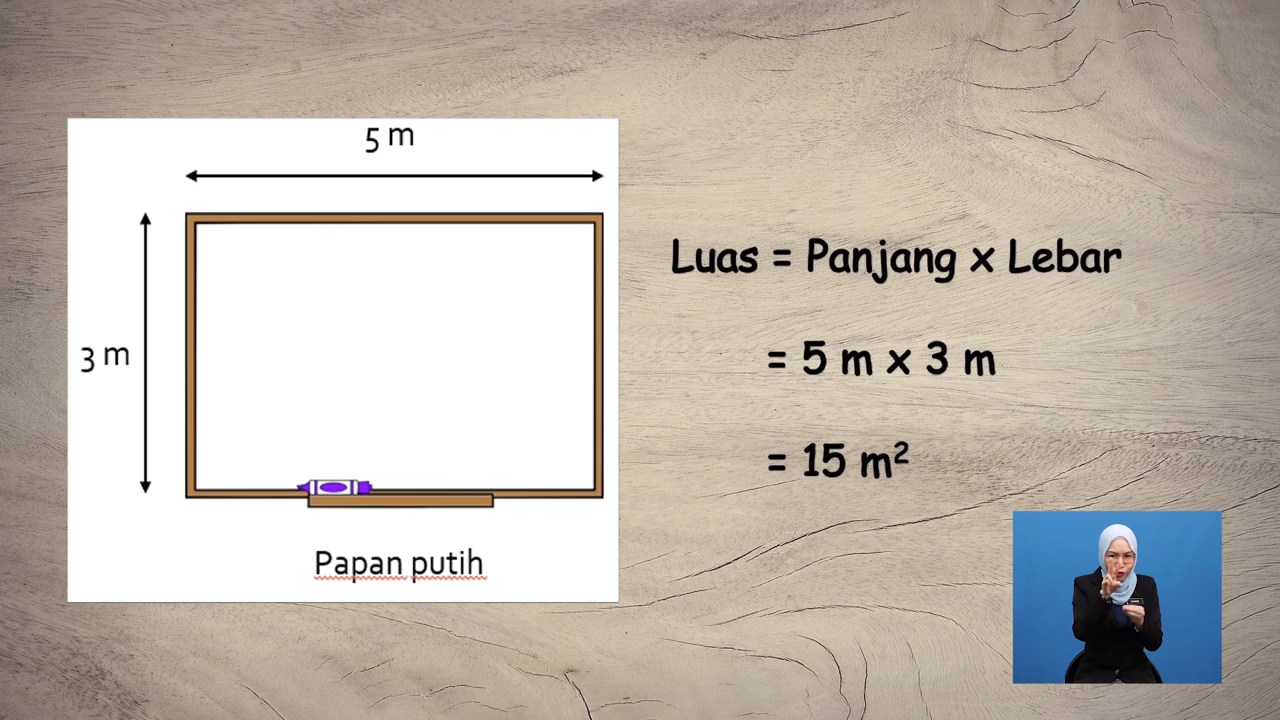 5 m
3 m
Papan putih
Luas = Panjang x Lebar
= 5 m x 3 m
= 15 m²